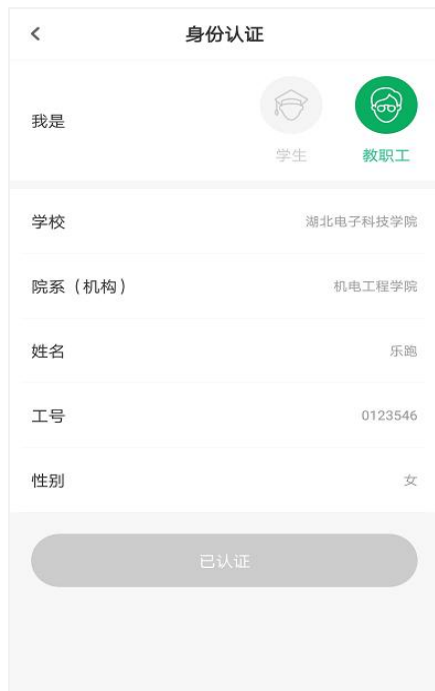 身份认证
我是
学生 教职工
学校 湖北电子科技学院
院系（机构） 机电工程学院
姓名 乐跑
工号 0123546
性别 女
已认证